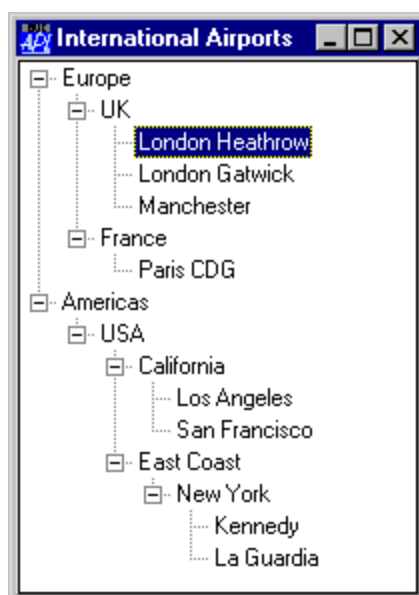 International Airports
Europe
UK
London Heathrow
London Gatwick
Manchester
France
Paris CDG
Americas
USA
California
Los Angeles
San Francisco
East Coast
New York
Kennedy
La Guardia